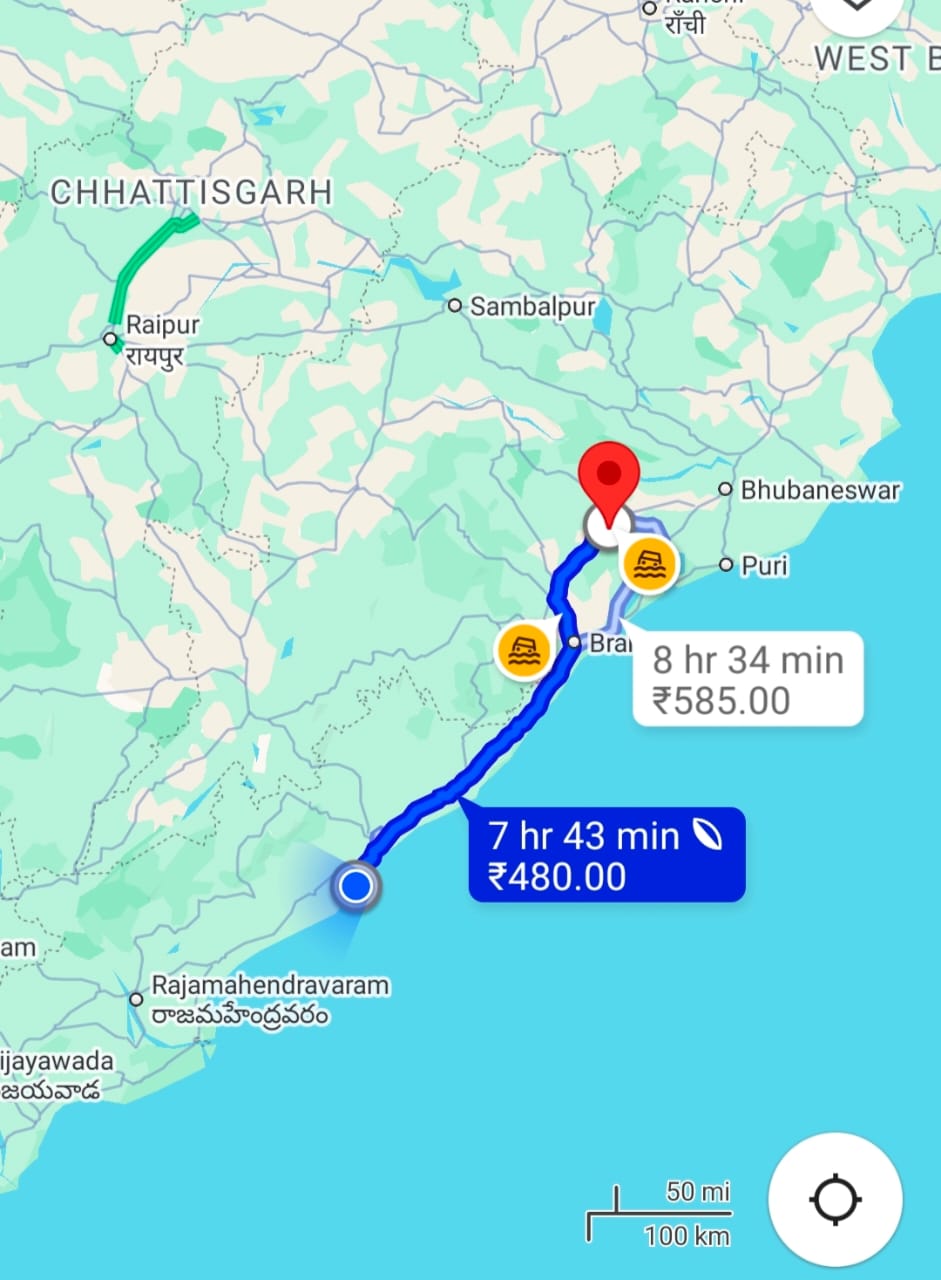 राँची
WEST B
CHHATTISGARH
Sambalpur
Raipur
रायपुर
Bhubaneswar
Puri
Bra
8 hr 34 min
₹585.00
7 hr 43 min
₹480.00
am
Rajamahendravaram
రాజమహేంద్రవరం
ijayawada
జయవాడ
50 mi
100 km